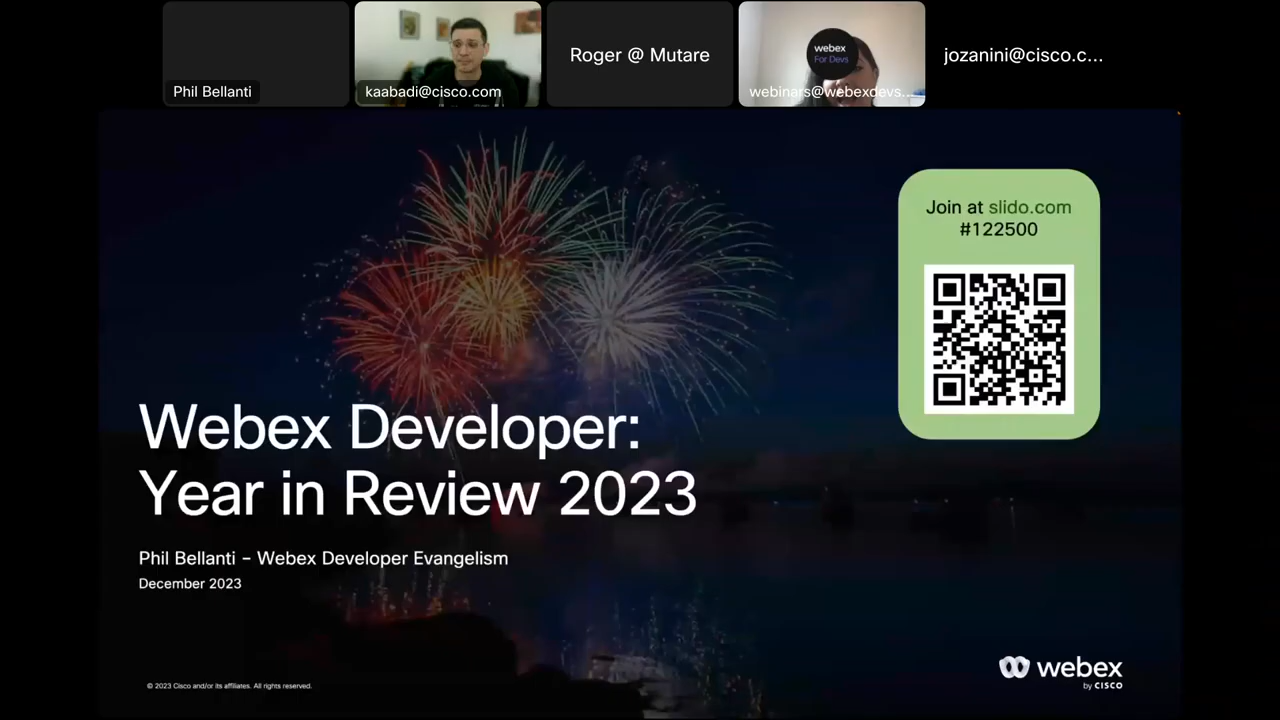 Phil Bellanti
kaabadi@cisco.com
Roger @ Mutare
webex
For Devs
webinars@webexdevs...
jozanini@cisco.c...
Join at slido.com
#122500
Webex Developer:
Year in Review 2023
Phil Bellanti – Webex Developer Evangelism
December 2023
© 2023 Cisco and/or its affiliates. All rights reserved.
webex
by CISCO